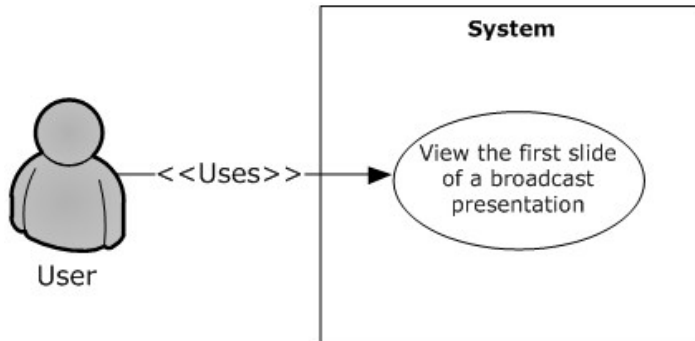 System
View the first slide
of a broadcast
presentation
<<Uses>>
User